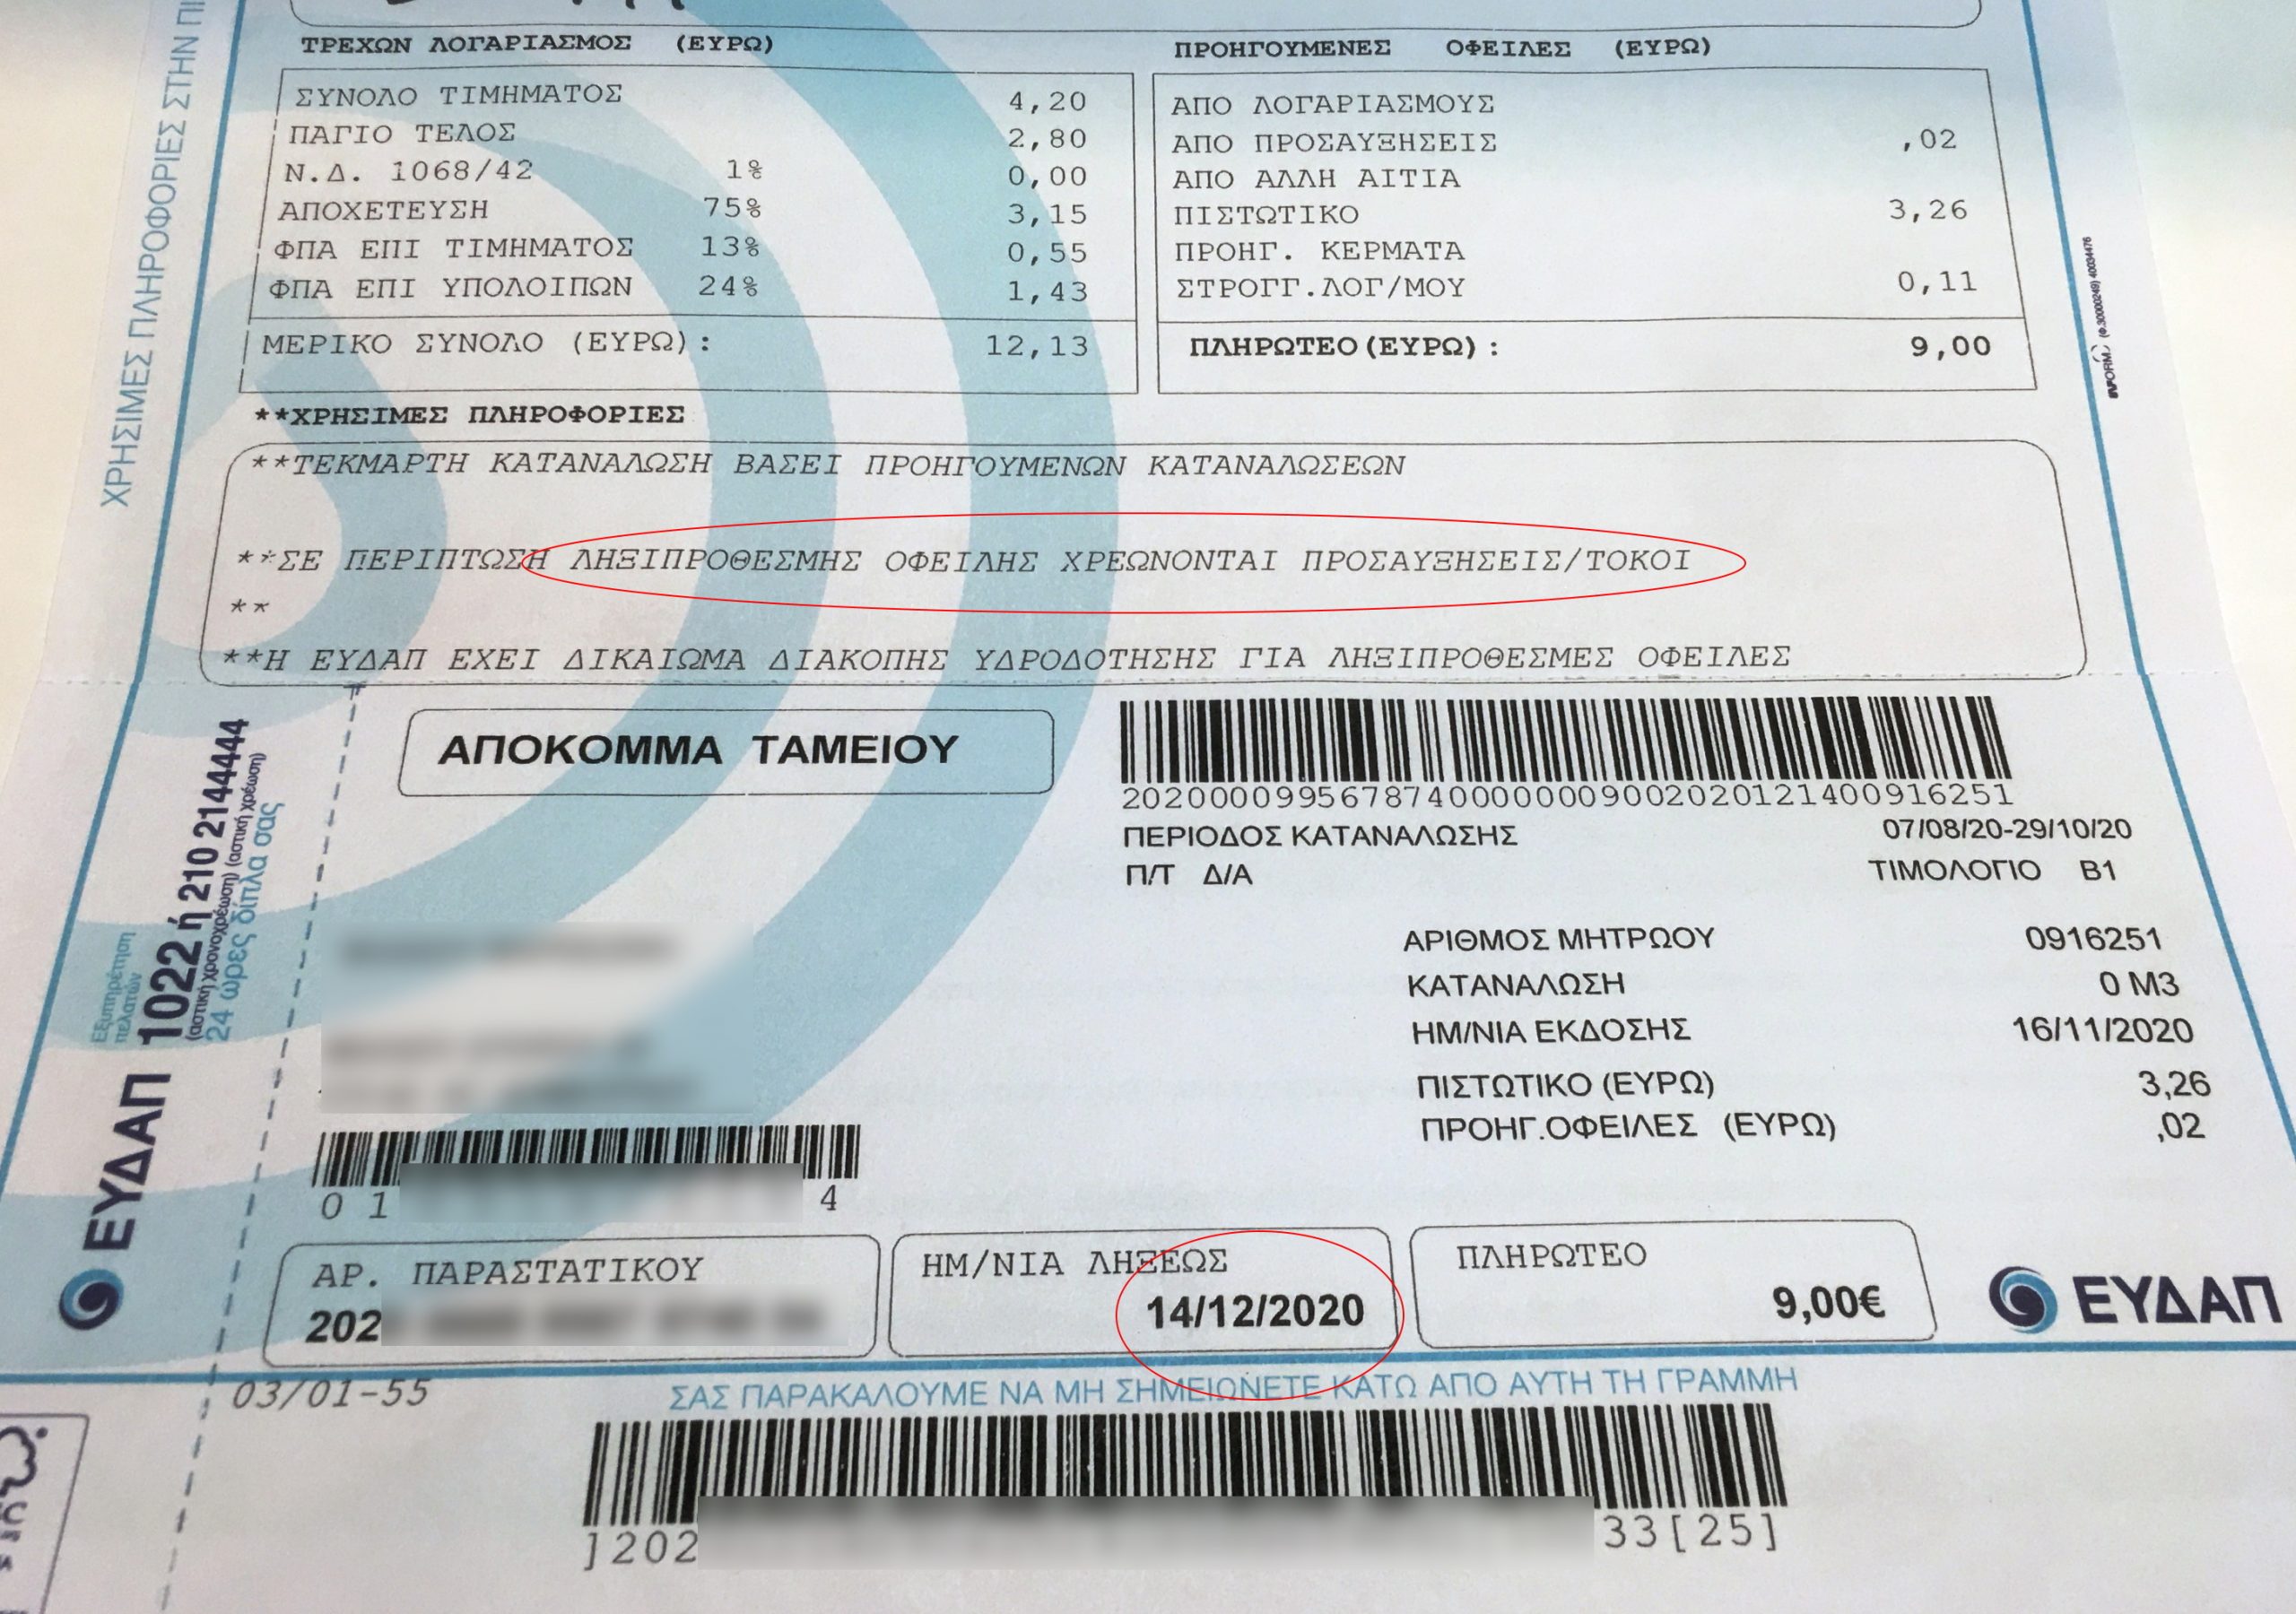 ΤΡΕΧΩΝ ΛΟΓΑΡΙΑΣΜΟΣ (ΕΥΡΩ)
ΣΥΝΟΛΟ ΤΙΜΗΜΑΤΟΣ 4,20
ΠΑΓΙΟ ΤΕΛΟΣ 2,80
Ν.Δ. 1068/42 1% 0,00
ΑΠΟΧΕΤΕΥΣΗ 75% 3,15
ΦΠΑ ΕΠΙ ΤΙΜΗΜΑΤΟΣ 13% 0,55
ΦΠΑ ΕΠΙ ΥΠΟΛΟΙΠΩΝ 24% 1,43
ΜΕΡΙΚΟ ΣΥΝΟΛΟ (ΕΥΡΩ): 12,13
ΠΡΟΗΓΟΥΜΕΝΕΣ ΟΦΕΙΛΕΣ (ΕΥΡΩ)
ΑΠΟ ΛΟΓΑΡΙΑΣΜΟΥΣ
ΑΠΟ ΠΡΟΣΑΥΞΗΣΕΙΣ ,02
ΑΠΟ ΑΛΛΗ ΑΙΤΙΑ
ΠΙΣΤΩΤΙΚΟ 3,26
ΠΡΟΗΓ. ΚΕΡΜΑΤΑ
ΣΤΡΟΓΓ.ΛΟΓ/ΜΟΥ 0,11
ΠΛΗΡΩΤΕΟ(ΕΥΡΩ): 9,00
**ΧΡΗΣΙΜΕΣ ΠΛΗΡΟΦΟΡΙΕΣ
**ΤΕΚΜΑΡΤΗ ΚΑΤΑΝΑΛΩΣΗ ΒΑΣΕΙ ΠΡΟΗΓΟΥΜΕΝΩΝ ΚΑΤΑΝΑΛΩΣΕΩΝ
**ΣΕ ΠΕΡΙΠΤΩΣΗ ΛΗΞΙΠΡΟΘΕΣΜΗΣ ΟΦΕΙΛΗΣ ΧΡΕΩΝΟΝΤΑΙ ΠΡΟΣΑΥΞΗΣΕΙΣ/ΤΟΚΟΙ
**
**Η ΕΥΔΑΠ ΕΧΕΙ ΔΙΚΑΙΩΜΑ ΔΙΑΚΟΠΗΣ ΥΔΡΟΔΟΤΗΣΗΣ ΓΙΑ ΛΗΞΙΠΡΟΘΕΣΜΕΣ ΟΦΕΙΛΕΣ
ΧΡΗΣΙΜΕΣ ΠΛΗΡΟΦΟΡΙΕΣ ΣΤΗΝ
(Φ.30000249) 40034476
ΑΠΟΚΟΜΜΑ ΤΑΜΕΙΟΥ
20200009956787400000000900202012140091​6251
ΠΕΡΙΟΔΟΣ ΚΑΤΑΝΑΛΩΣΗΣ 07/08/20-29/10/20
Π/Τ Δ/Α ΤΙΜΟΛΟΓΙΟ Β1
ΑΡΙΘΜΟΣ ΜΗΤΡΩΟΥ 0916251
ΚΑΤΑΝΑΛΩΣΗ 0 Μ3
ΗΜ/ΝΙΑ ΕΚΔΟΣΗΣ 16/11/2020
ΠΙΣΤΩΤΙΚΟ (ΕΥΡΩ) 3,26
ΠΡΟΗΓ.ΟΦΕΙΛΕΣ (ΕΥΡΩ) ,02
Εξυπηρέτηση
πελατών
1022 ή 210 2144444
(αστική χρονοχρέωση) (αστική χρέωση)
24 ώρες δίπλα σας
ΕΥΔΑΠ
01 4
ΑΡ. ΠΑΡΑΣΤΑΤΙΚΟΥ
202
ΗΜ/ΝΙΑ ΛΗΞΕΩΣ
14/12/2020
ΠΛΗΡΩΤΕΟ
9,00€
ΕΥΔΑΠ
03/01-55
ΣΑΣ ΠΑΡΑΚΑΛΟΥΜΕ ΝΑ ΜΗ ΣΗΜΕΙΩΝΕΤΕ ΚΑΤΩ ΑΠΟ ΑΥΤΗ ΤΗ ΓΡΑΜΜΗ
]202 33[25]